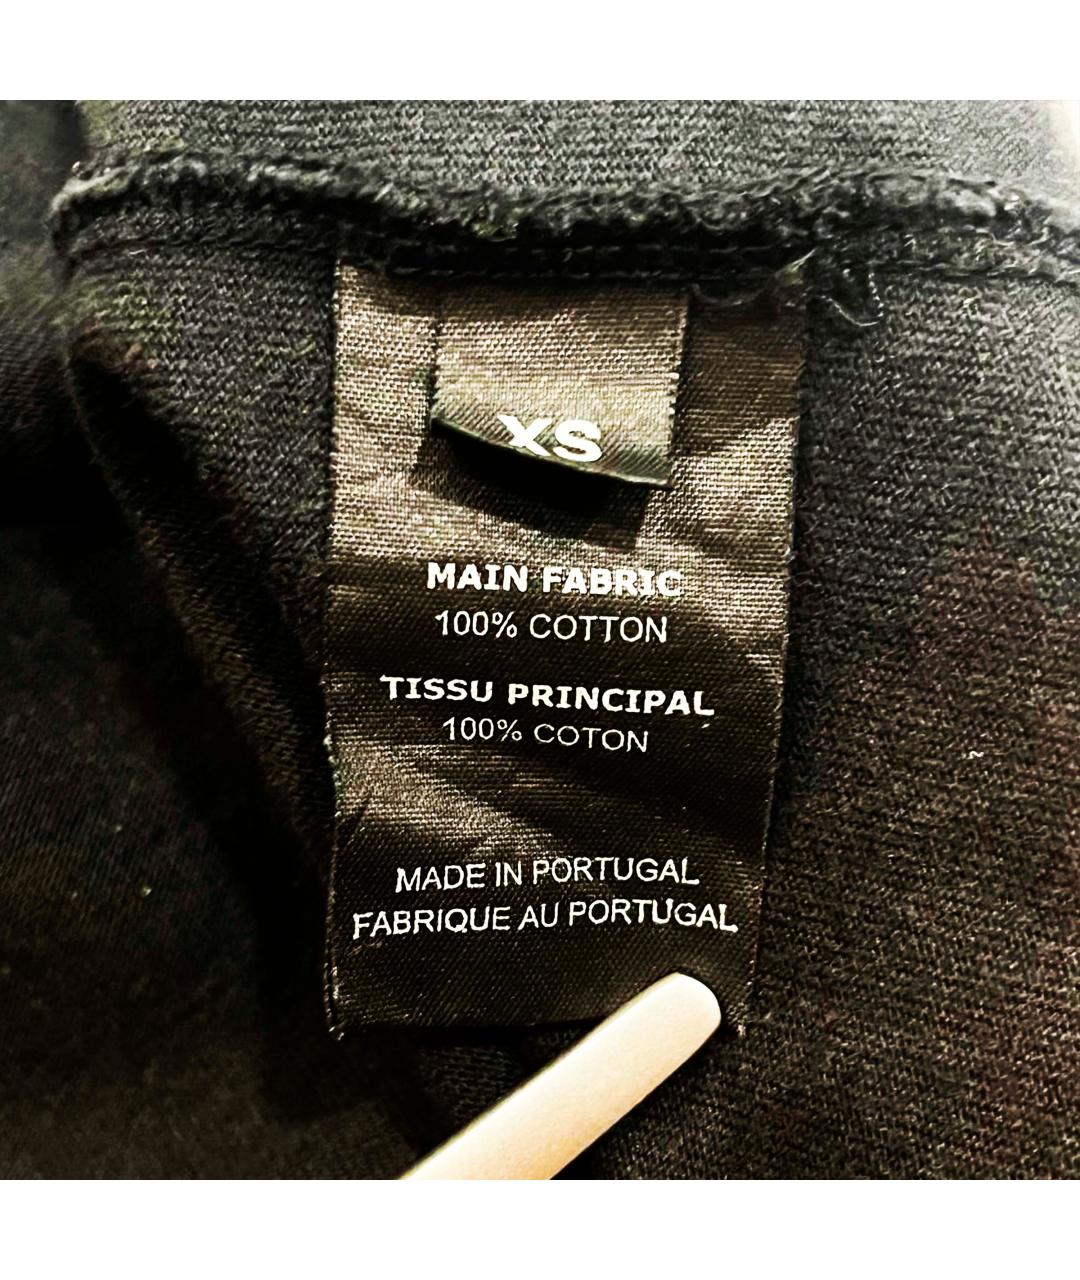 XS
MAIN FABRIC
100% COTTON
TISSU PRINCIPAL
100% COTON
MADE IN PORTUGAL
FABRIQUE AU PORTUGAL